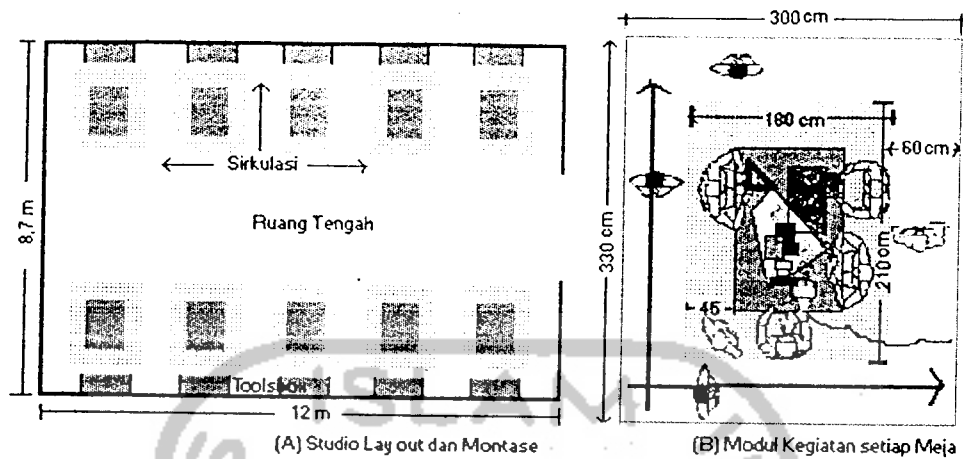 Sirkulasi
Ruang Tengah
8,7 m
12 m
(A) Studio Lay out dan Montase
300 cm
330 cm
180 cm
60 cm
210 cm
45
(B) Modul Kegiatan setiap Meja
ISLAM